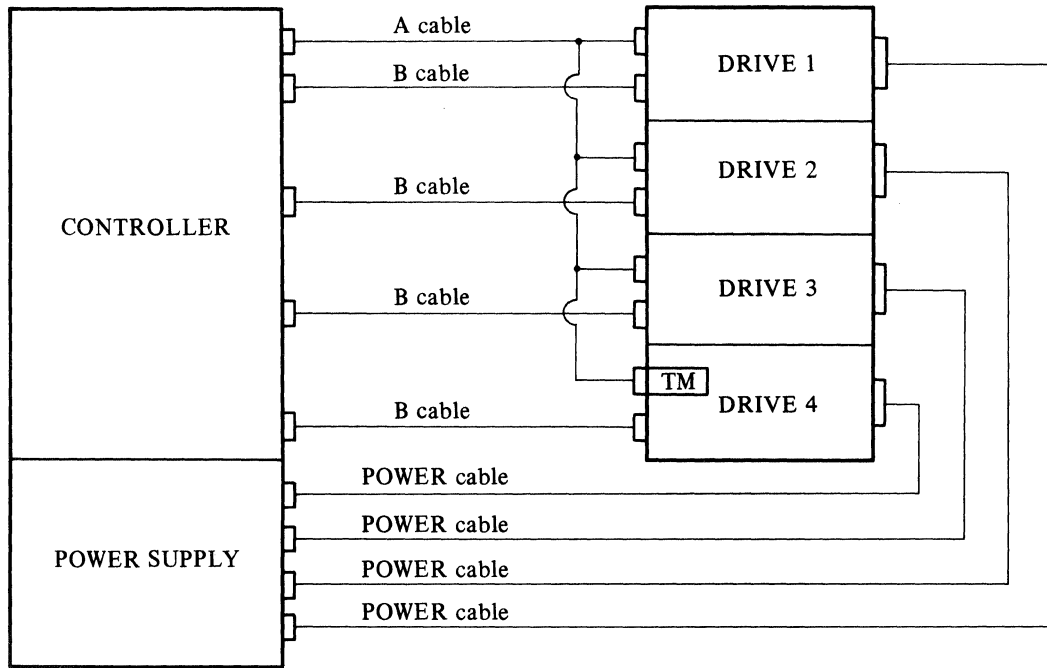 A cable
B cable
DRIVE 1
B cable
DRIVE 2
CONTROLLER
B cable
DRIVE 3
TM
B cable
DRIVE 4
POWER cable
POWER cable
POWER SUPPLY
POWER cable
POWER cable